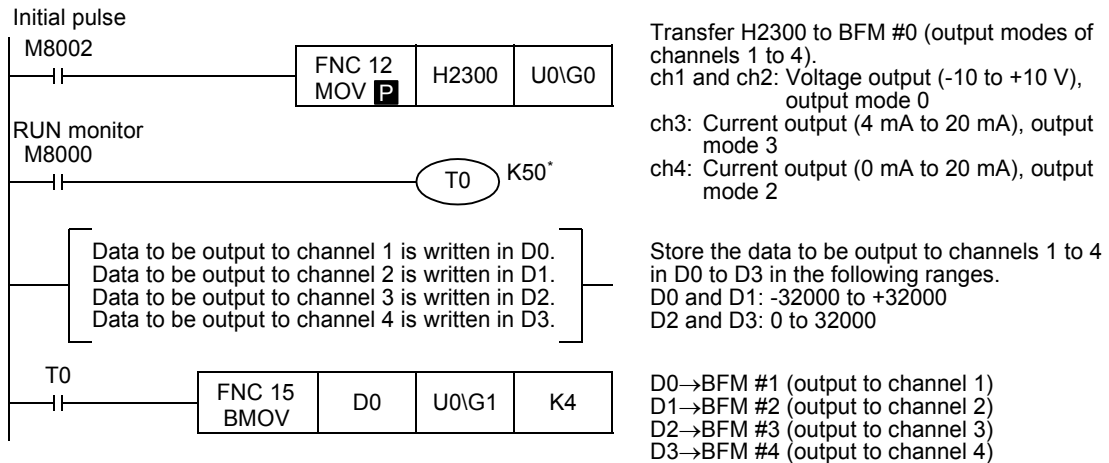 Initial pulse
M8002
FNC 12
MOV P
H2300
U0\G0
Transfer H2300 to BFM #0 (output modes of
channels 1 to 4).
ch1 and ch2: Voltage output (-10 to +10 V),
output mode 0
ch3: Current output (4 mA to 20 mA), output
mode 3
ch4: Current output (0 mA to 20 mA), output
mode 2
RUN monitor
M8000
T0
K50*
Data to be output to channel 1 is written in D0.
Data to be output to channel 2 is written in D1.
Data to be output to channel 3 is written in D2.
Data to be output to channel 4 is written in D3.
Store the data to be output to channels 1 to 4
in D0 to D3 in the following ranges.
D0 and D1: -32000 to +32000
D2 and D3: 0 to 32000
T0
FNC 15
BMOV
D0
U0\G1
K4
D0→BFM #1 (output to channel 1)
D1→BFM #2 (output to channel 2)
D2→BFM #3 (output to channel 3)
D3→BFM #4 (output to channel 4)